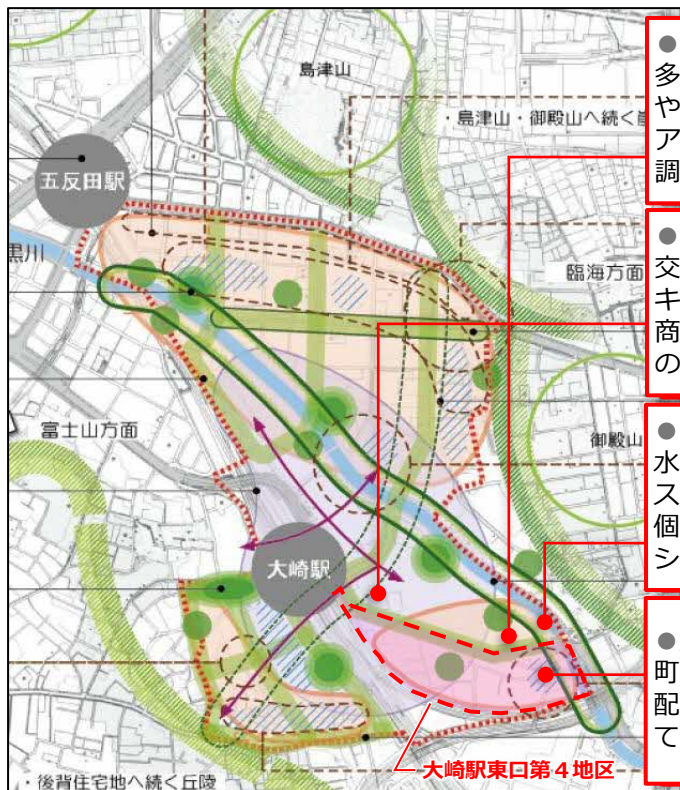 島津山
・島津山・御殿山へ続く
五反田駅
黒川
臨海方面
富士山方面
御殿山
大崎駅
大崎駅東口第４地区
・後背住宅地へ続く丘陵
●
多
や
ア
調
●
交
キ
商
の
●
水
ス
個
シ
●
町
配
て